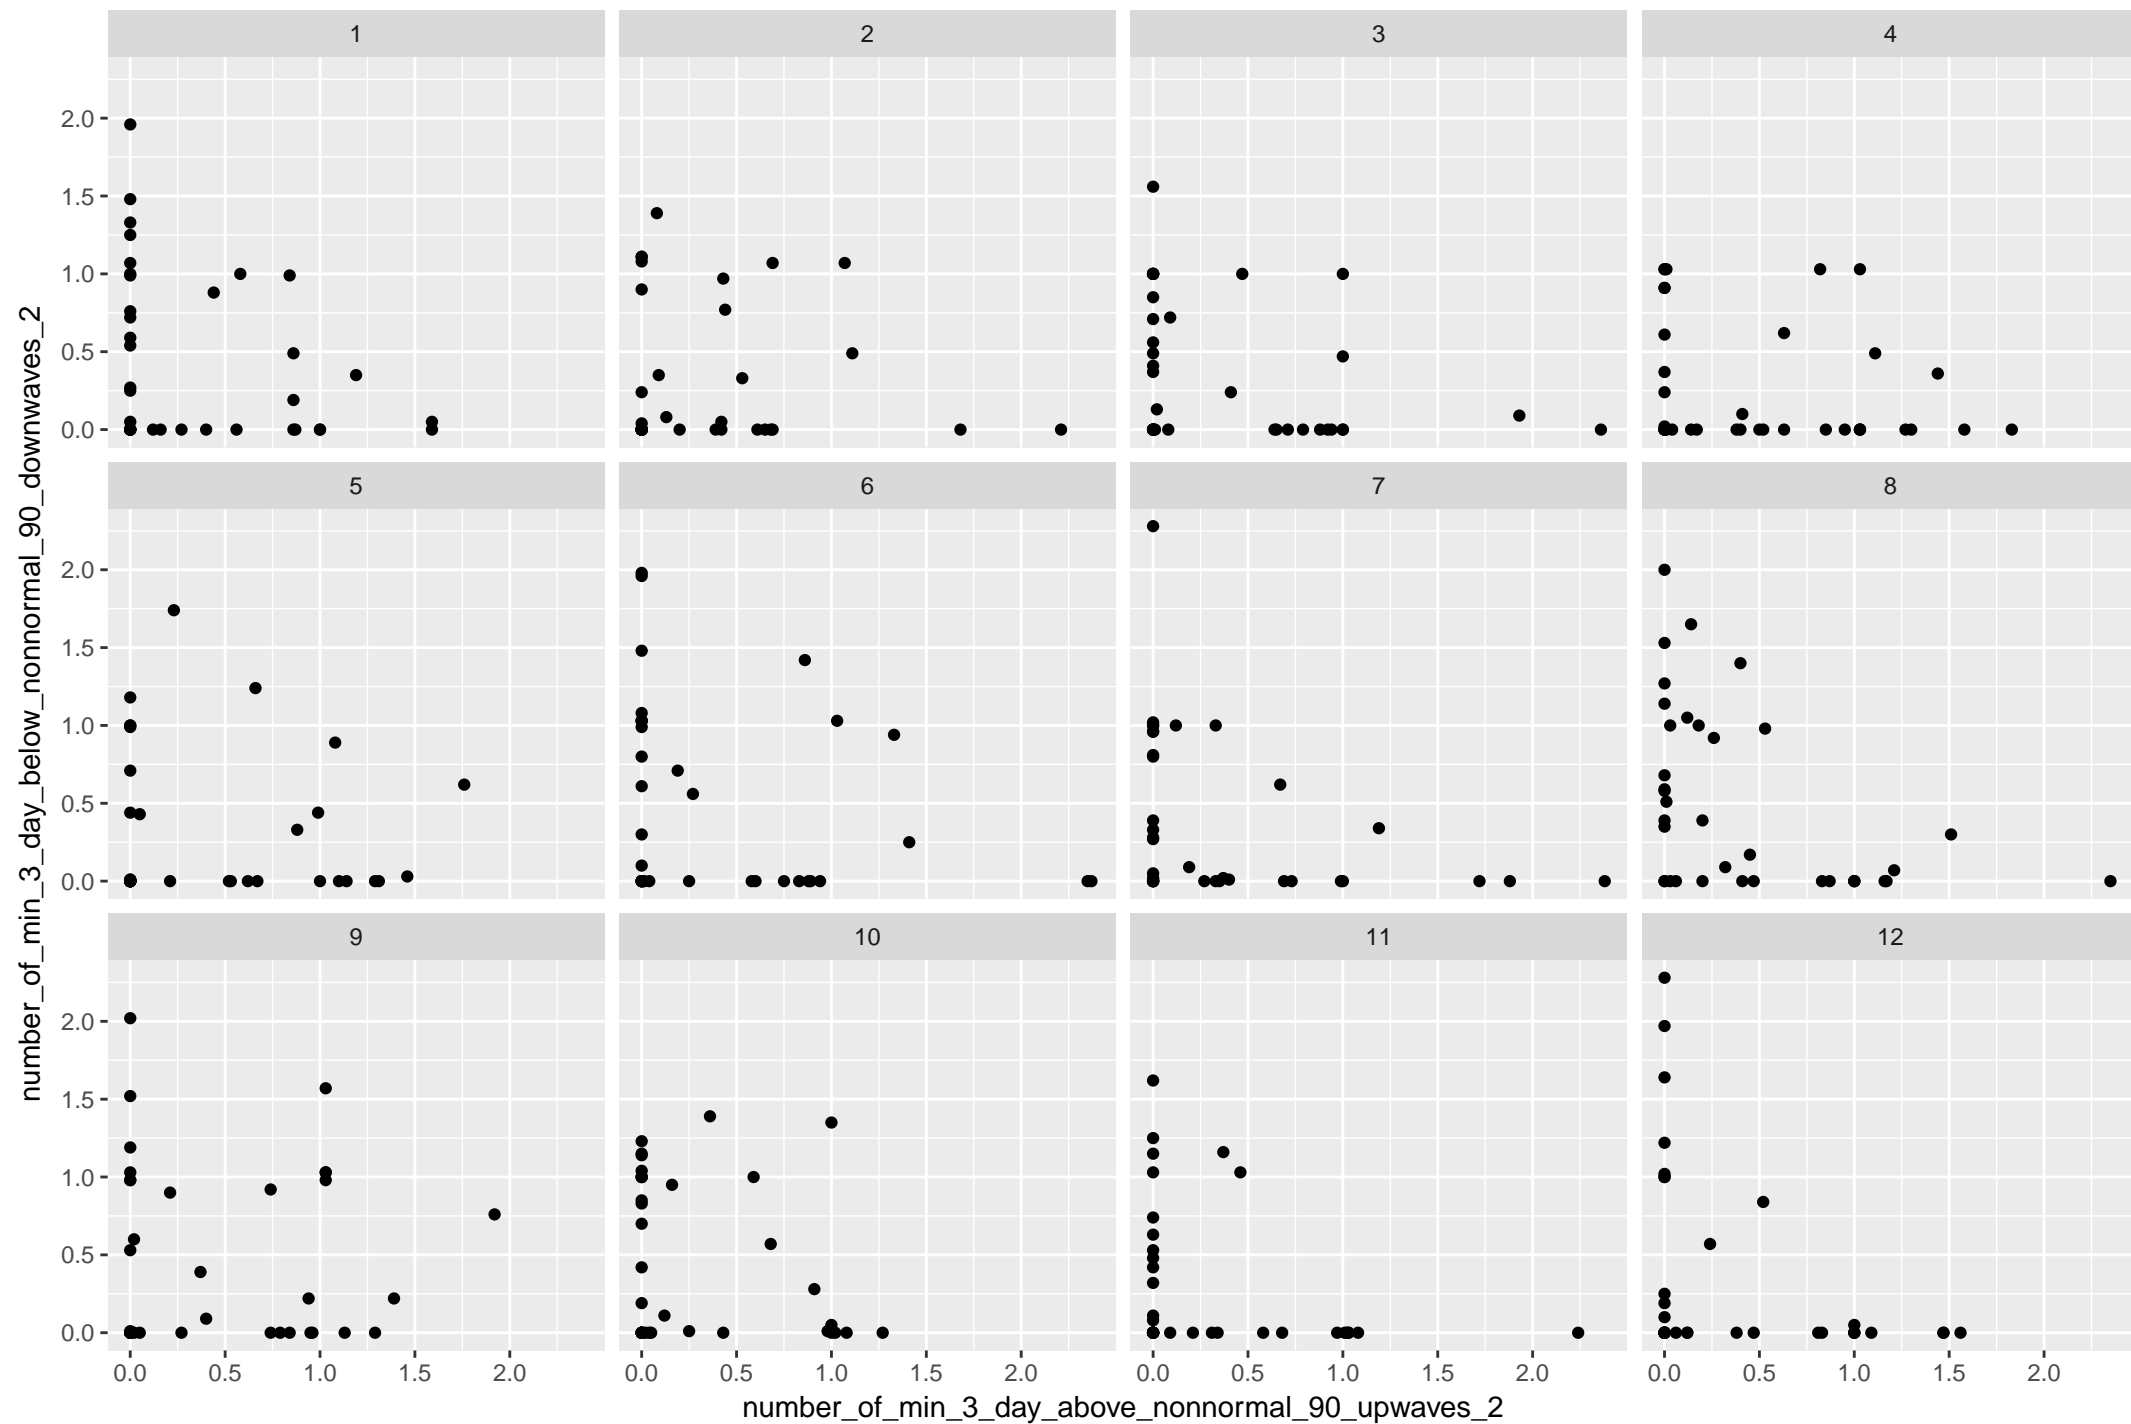 1 2 3 4
2.0
1.5
1.0
0.5
0.0
5 6 7 8
2.0
1.5
1.0
0.5
0.0
9 10 11 12
2.0
1.5
1.0
0.5
0.0
0.0 0.5 1.0 1.5 2.0 0.0 0.5 1.0 1.5 2.0 0.0 0.5 1.0 1.5 2.0 0.0 0.5 1.0 1.5 2.0
number_of_min_3_day_above_nonnormal_90_upwaves_2
number_of_min_3_day_below_nonnormal_90_downwaves_2